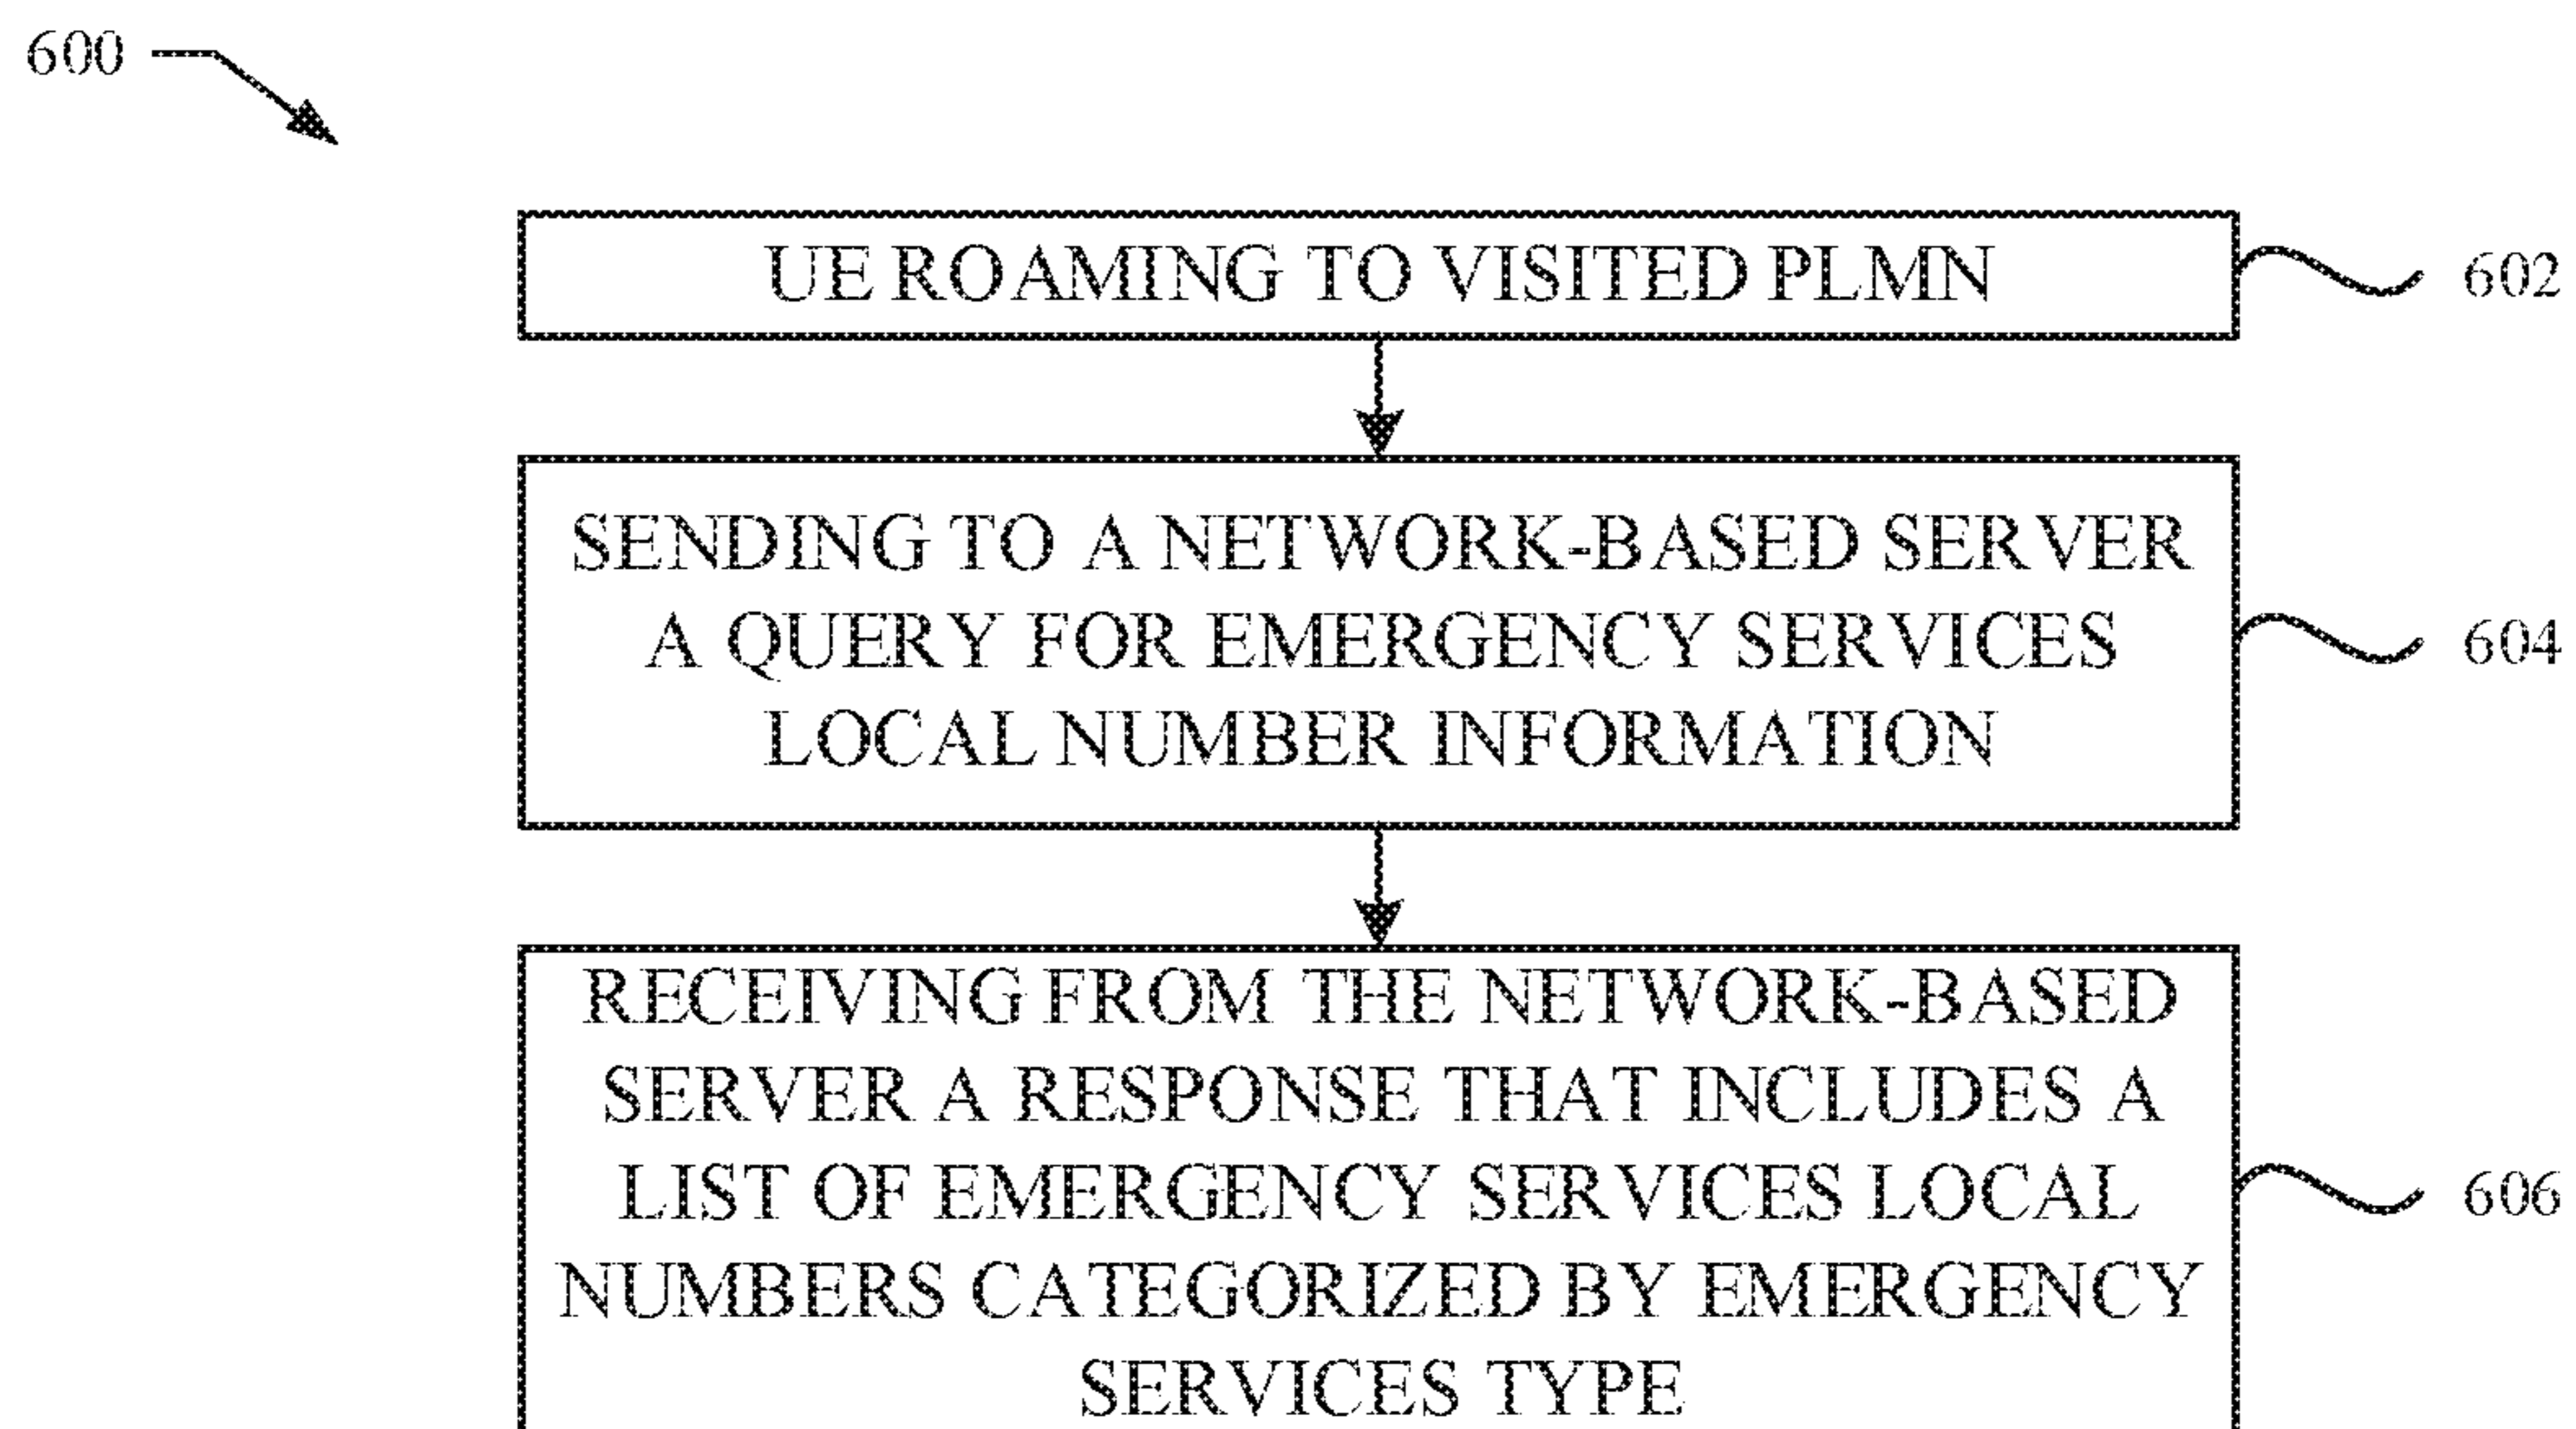 600
UE ROAMING TO VISITED PLMN
602
SENDING TO A NETWORK-BASED SERVER
A QUERY FOR EMERGENCY SERVICES
LOCAL NUMBER INFORMATION
604
RECEIVING FROM THE NETWORK-BASED
SERVER A RESPONSE THAT INCLUDES A
LIST OF EMERGENCY SERVICES LOCAL
NUMBERS CATEGORIZED BY EMERGENCY
SERVICES TYPE
606